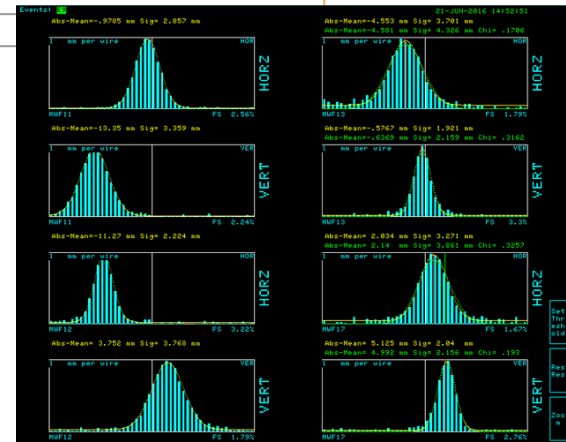 Events:
21-JUN-2016 14:52:51
Abs-Mean=-.9785 mm Sig= 2.857 mm
1 mm per wire HOR
HORZ
MWF11 FS 2.56%
Abs-Mean=-4.553 mm Sig= 3.701 mm
Abs-Mean=-4.581 mm Sig= 4.326 mm Chi= .1706
1 mm per wire HOR
HORZ
MWF13 FS 1.79%
Abs-Mean=-13.35 mm Sig= 3.359 mm
1 mm per wire VER
VERT
MWF11 FS 2.24%
Abs-Mean=-.5767 mm Sig= 1.921 mm
Abs-Mean=-.6369 mm Sig= 2.159 mm Chi= .3162
1 mm per wire VER
VERT
MWF13 FS 3.3%
Abs-Mean=-11.27 mm Sig= 2.224 mm
1 mm per wire HOR
HORZ
MWF12 FS 3.22%
Abs-Mean= 2.034 mm Sig= 3.271 mm
Abs-Mean= 2.14 mm Sig= 3.861 mm Chi= .3257
1 mm per wire HOR
HORZ
MWF17 FS 1.67%
Abs-Mean= 3.752 mm Sig= 3.768 mm
1 mm per wire VER
VERT
MWF12 FS 1.79%
Abs-Mean= 5.125 mm Sig= 2.04 mm
Abs-Mean= 4.992 mm Sig= 2.156 mm Chi= .193
1 mm per wire VER
VERT
MWF17 FS 2.76%
Set
Thr
esh
old
Res
Res
Zoo
m